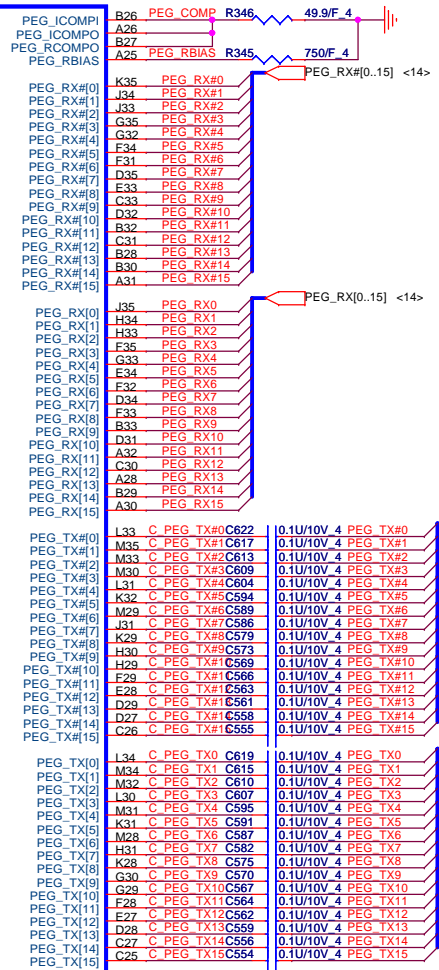 PEG_ICOMPI B26 PEG_COMP R346 49.9/F_4
PEG_ICOMPO A26
PEG_RCOMPO B27
PEG_RBIAS A25 PEG_RBIAS R345 750/F_4
PEG_RX#[0..15] <14>
PEG_RX#[0] K35 PEG_RX#0
PEG_RX#[1] J34 PEG_RX#1
PEG_RX#[2] J33 PEG_RX#2
PEG_RX#[3] G35 PEG_RX#3
PEG_RX#[4] G32 PEG_RX#4
PEG_RX#[5] F34 PEG_RX#5
PEG_RX#[6] F31 PEG_RX#6
PEG_RX#[7] D35 PEG_RX#7
PEG_RX#[8] E33 PEG_RX#8
PEG_RX#[9] C33 PEG_RX#9
PEG_RX#[10] D32 PEG_RX#10
PEG_RX#[11] B32 PEG_RX#11
PEG_RX#[12] C31 PEG_RX#12
PEG_RX#[13] B28 PEG_RX#13
PEG_RX#[14] B30 PEG_RX#14
PEG_RX#[15] A31 PEG_RX#15
PEG_RX[0..15] <14>
PEG_RX[0] J35 PEG_RX0
PEG_RX[1] H34 PEG_RX1
PEG_RX[2] H33 PEG_RX2
PEG_RX[3] F35 PEG_RX3
PEG_RX[4] G33 PEG_RX4
PEG_RX[5] E34 PEG_RX5
PEG_RX[6] F32 PEG_RX6
PEG_RX[7] D34 PEG_RX7
PEG_RX[8] F33 PEG_RX8
PEG_RX[9] B33 PEG_RX9
PEG_RX[10] D31 PEG_RX10
PEG_RX[11] A32 PEG_RX11
PEG_RX[12] C30 PEG_RX12
PEG_RX[13] A28 PEG_RX13
PEG_RX[14] B29 PEG_RX14
PEG_RX[15] A30 PEG_RX15
PEG_TX#[0] L33 C_PEG_TX#0 C622 0.1U/10V_4 PEG_TX#0
PEG_TX#[1] M35 C_PEG_TX#1 C617 0.1U/10V_4 PEG_TX#1
PEG_TX#[2] M33 C_PEG_TX#2 C613 0.1U/10V_4 PEG_TX#2
PEG_TX#[3] M30 C_PEG_TX#3 C609 0.1U/10V_4 PEG_TX#3
PEG_TX#[4] L31 C_PEG_TX#4 C604 0.1U/10V_4 PEG_TX#4
PEG_TX#[5] K32 C_PEG_TX#5 C594 0.1U/10V_4 PEG_TX#5
PEG_TX#[6] M29 C_PEG_TX#6 C589 0.1U/10V_4 PEG_TX#6
PEG_TX#[7] J31 C_PEG_TX#7 C586 0.1U/10V_4 PEG_TX#7
PEG_TX#[8] K29 C_PEG_TX#8 C579 0.1U/10V_4 PEG_TX#8
PEG_TX#[9] H30 C_PEG_TX#9 C573 0.1U/10V_4 PEG_TX#9
PEG_TX#[10] H29 C_PEG_TX#10 C569 0.1U/10V_4 PEG_TX#10
PEG_TX#[11] F29 C_PEG_TX#11 C566 0.1U/10V_4 PEG_TX#11
PEG_TX#[12] E28 C_PEG_TX#12 C563 0.1U/10V_4 PEG_TX#12
PEG_TX#[13] D29 C_PEG_TX#13 C561 0.1U/10V_4 PEG_TX#13
PEG_TX#[14] D27 C_PEG_TX#14 C558 0.1U/10V_4 PEG_TX#14
PEG_TX#[15] C26 C_PEG_TX#15 C555 0.1U/10V_4 PEG_TX#15
PEG_TX[0] L34 C_PEG_TX0 C619 0.1U/10V_4 PEG_TX0
PEG_TX[1] M34 C_PEG_TX1 C615 0.1U/10V_4 PEG_TX1
PEG_TX[2] M32 C_PEG_TX2 C610 0.1U/10V_4 PEG_TX2
PEG_TX[3] L30 C_PEG_TX3 C607 0.1U/10V_4 PEG_TX3
PEG_TX[4] M31 C_PEG_TX4 C595 0.1U/10V_4 PEG_TX4
PEG_TX[5] K31 C_PEG_TX5 C591 0.1U/10V_4 PEG_TX5
PEG_TX[6] M28 C_PEG_TX6 C587 0.1U/10V_4 PEG_TX6
PEG_TX[7] H31 C_PEG_TX7 C582 0.1U/10V_4 PEG_TX7
PEG_TX[8] K28 C_PEG_TX8 C575 0.1U/10V_4 PEG_TX8
PEG_TX[9] G30 C_PEG_TX9 C570 0.1U/10V_4 PEG_TX9
PEG_TX[10] G29 C_PEG_TX10 C567 0.1U/10V_4 PEG_TX10
PEG_TX[11] F28 C_PEG_TX11 C564 0.1U/10V_4 PEG_TX11
PEG_TX[12] E27 C_PEG_TX12 C562 0.1U/10V_4 PEG_TX12
PEG_TX[13] D28 C_PEG_TX13 C559 0.1U/10V_4 PEG_TX13
PEG_TX[14] C27 C_PEG_TX14 C556 0.1U/10V_4 PEG_TX14
PEG_TX[15] C25 C_PEG_TX15 C554 0.1U/10V_4 PEG_TX15